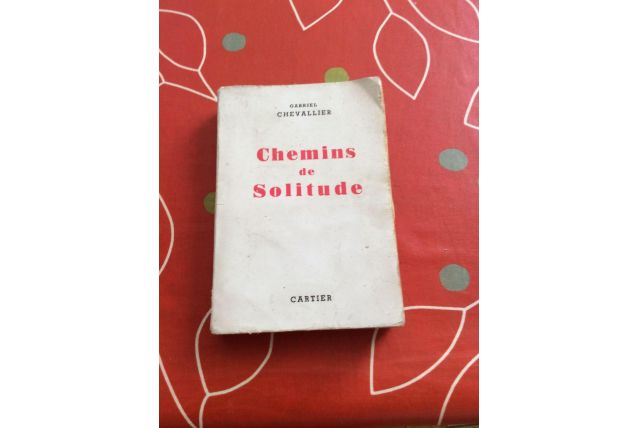 GABRIEL
CHEVALLIER
Chemins
de
Solitude
CARTIER